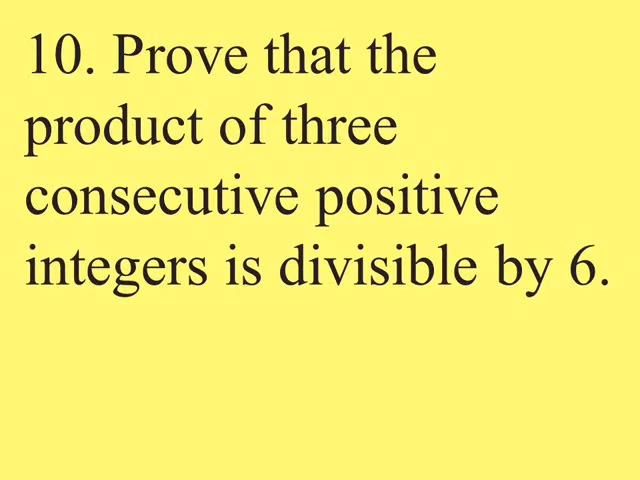 10. Prove that the
product of three
consecutive positive
integers is divisible by 6.